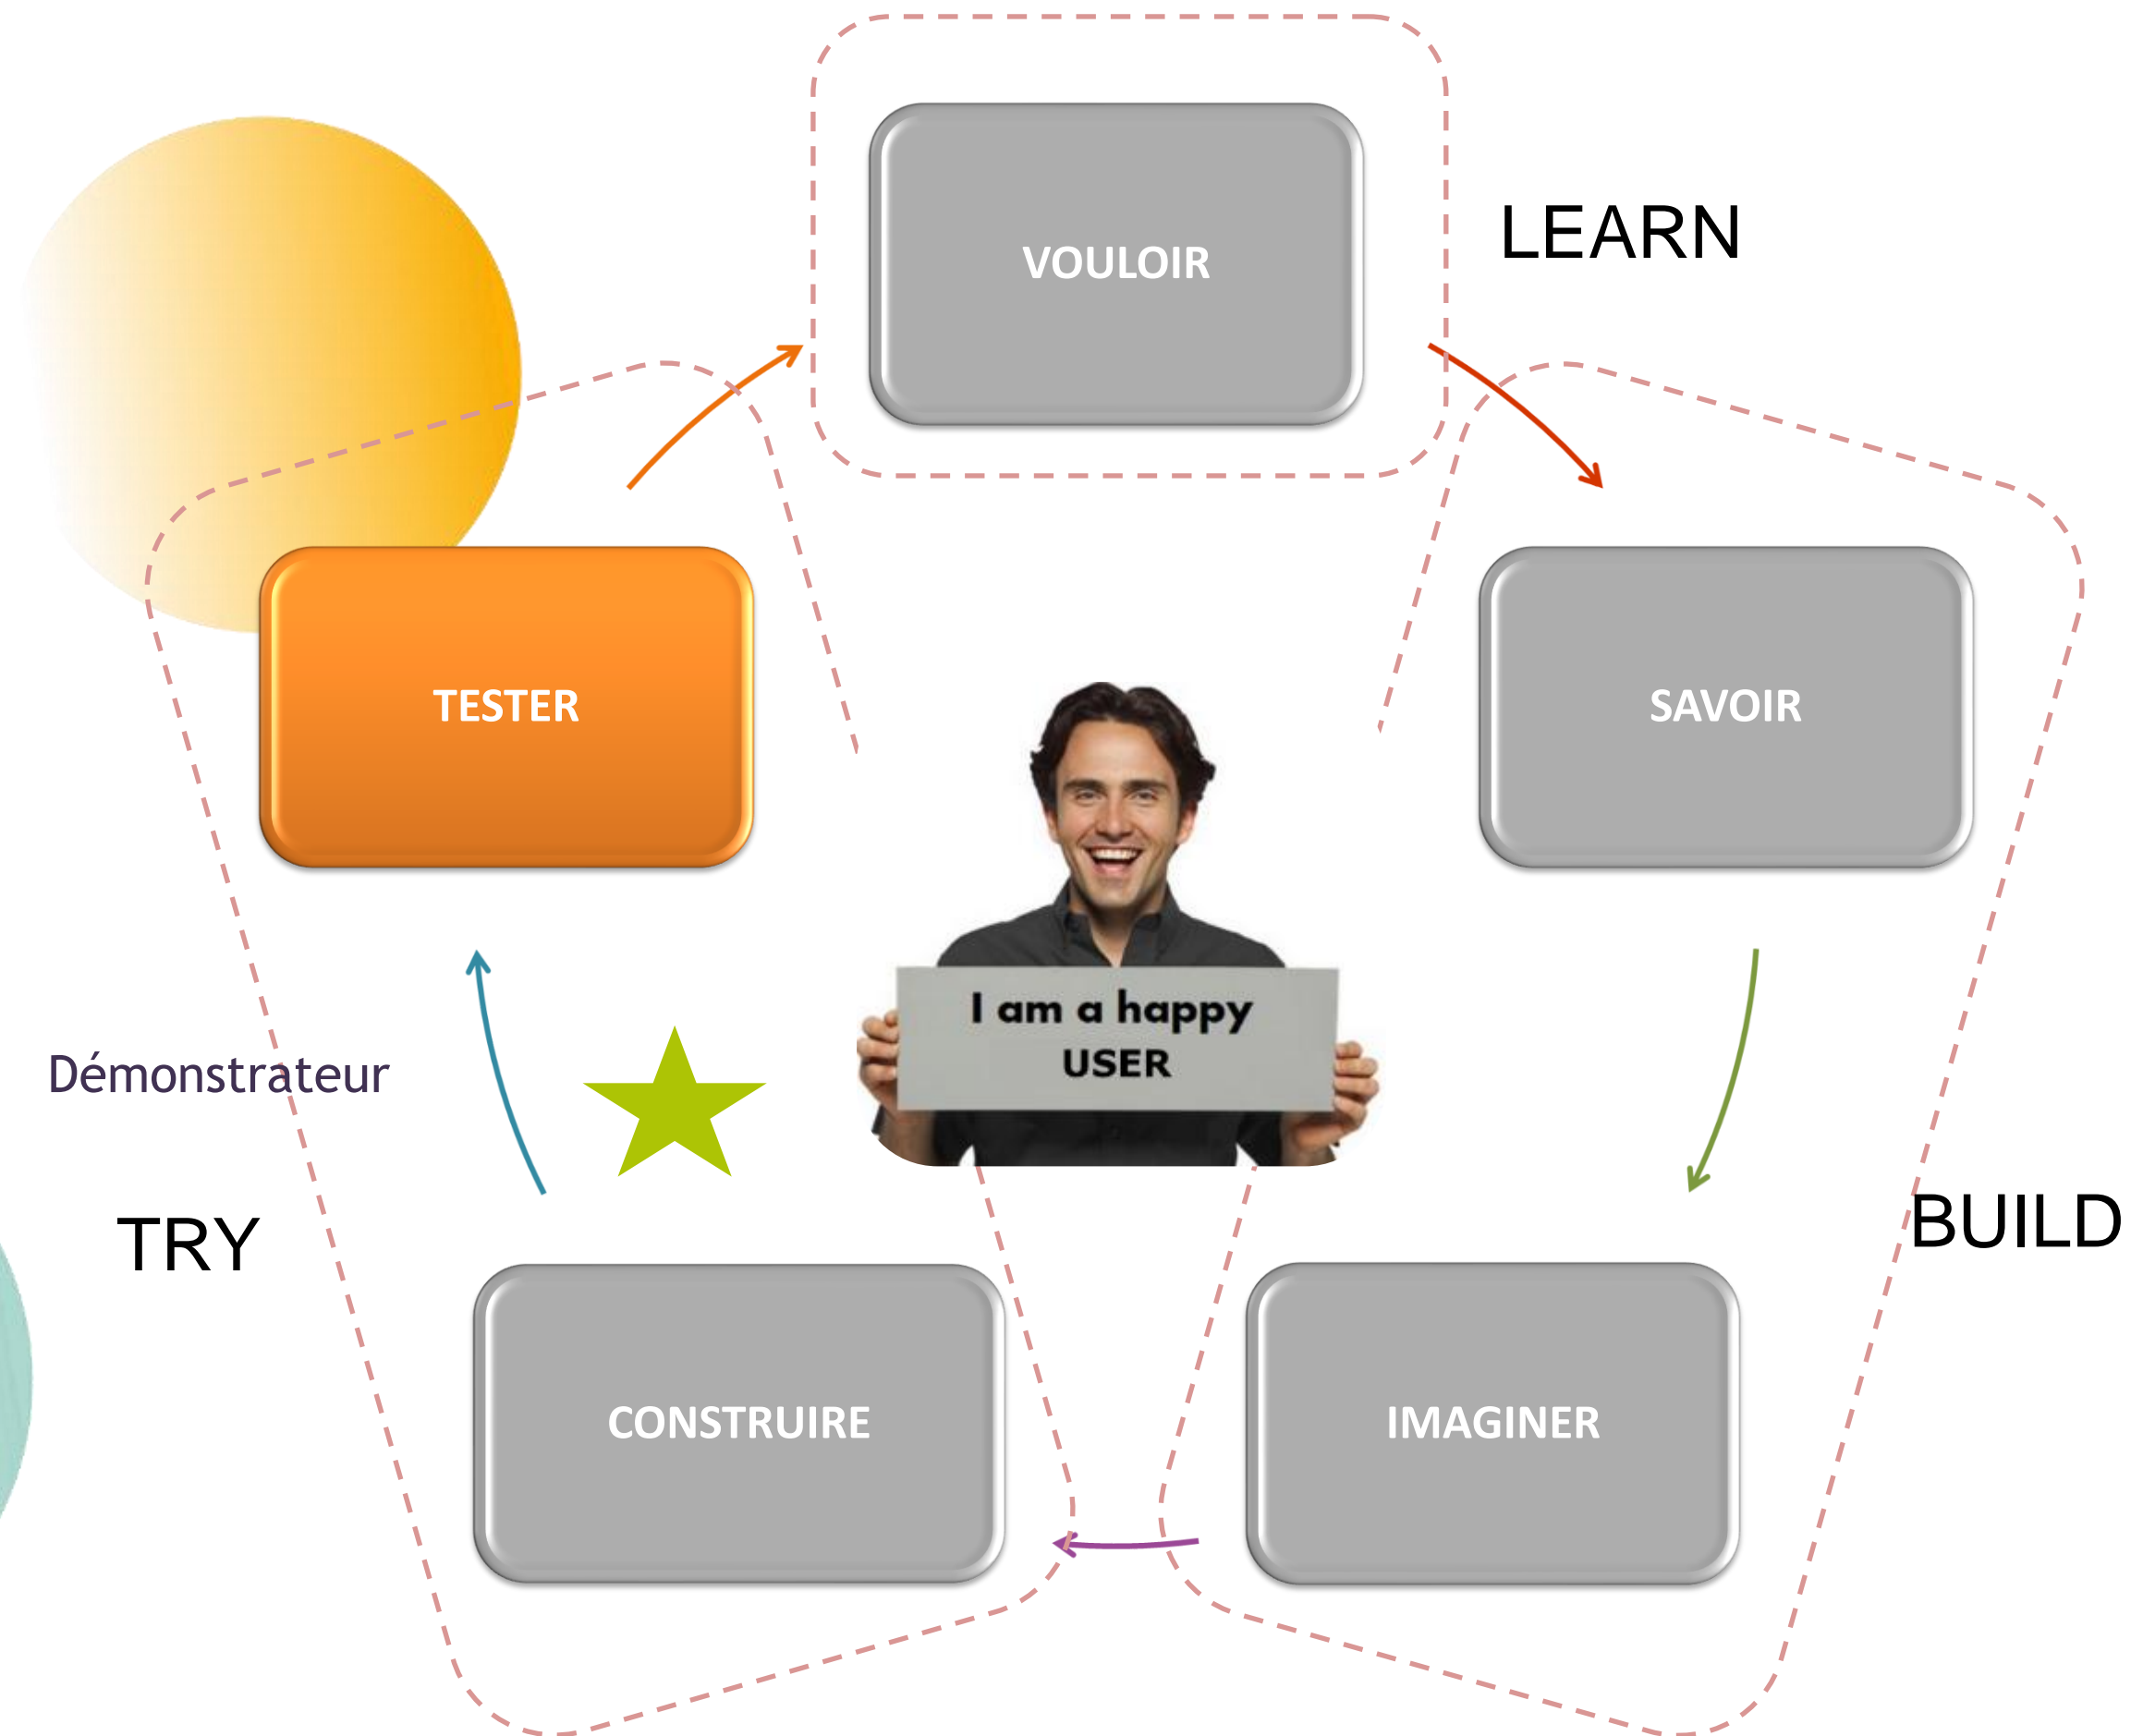 VOULOIR
LEARN
TESTER
SAVOIR
I am a happy
USER
Démonstrateur
TRY
BUILD
CONSTRUIRE
IMAGINER